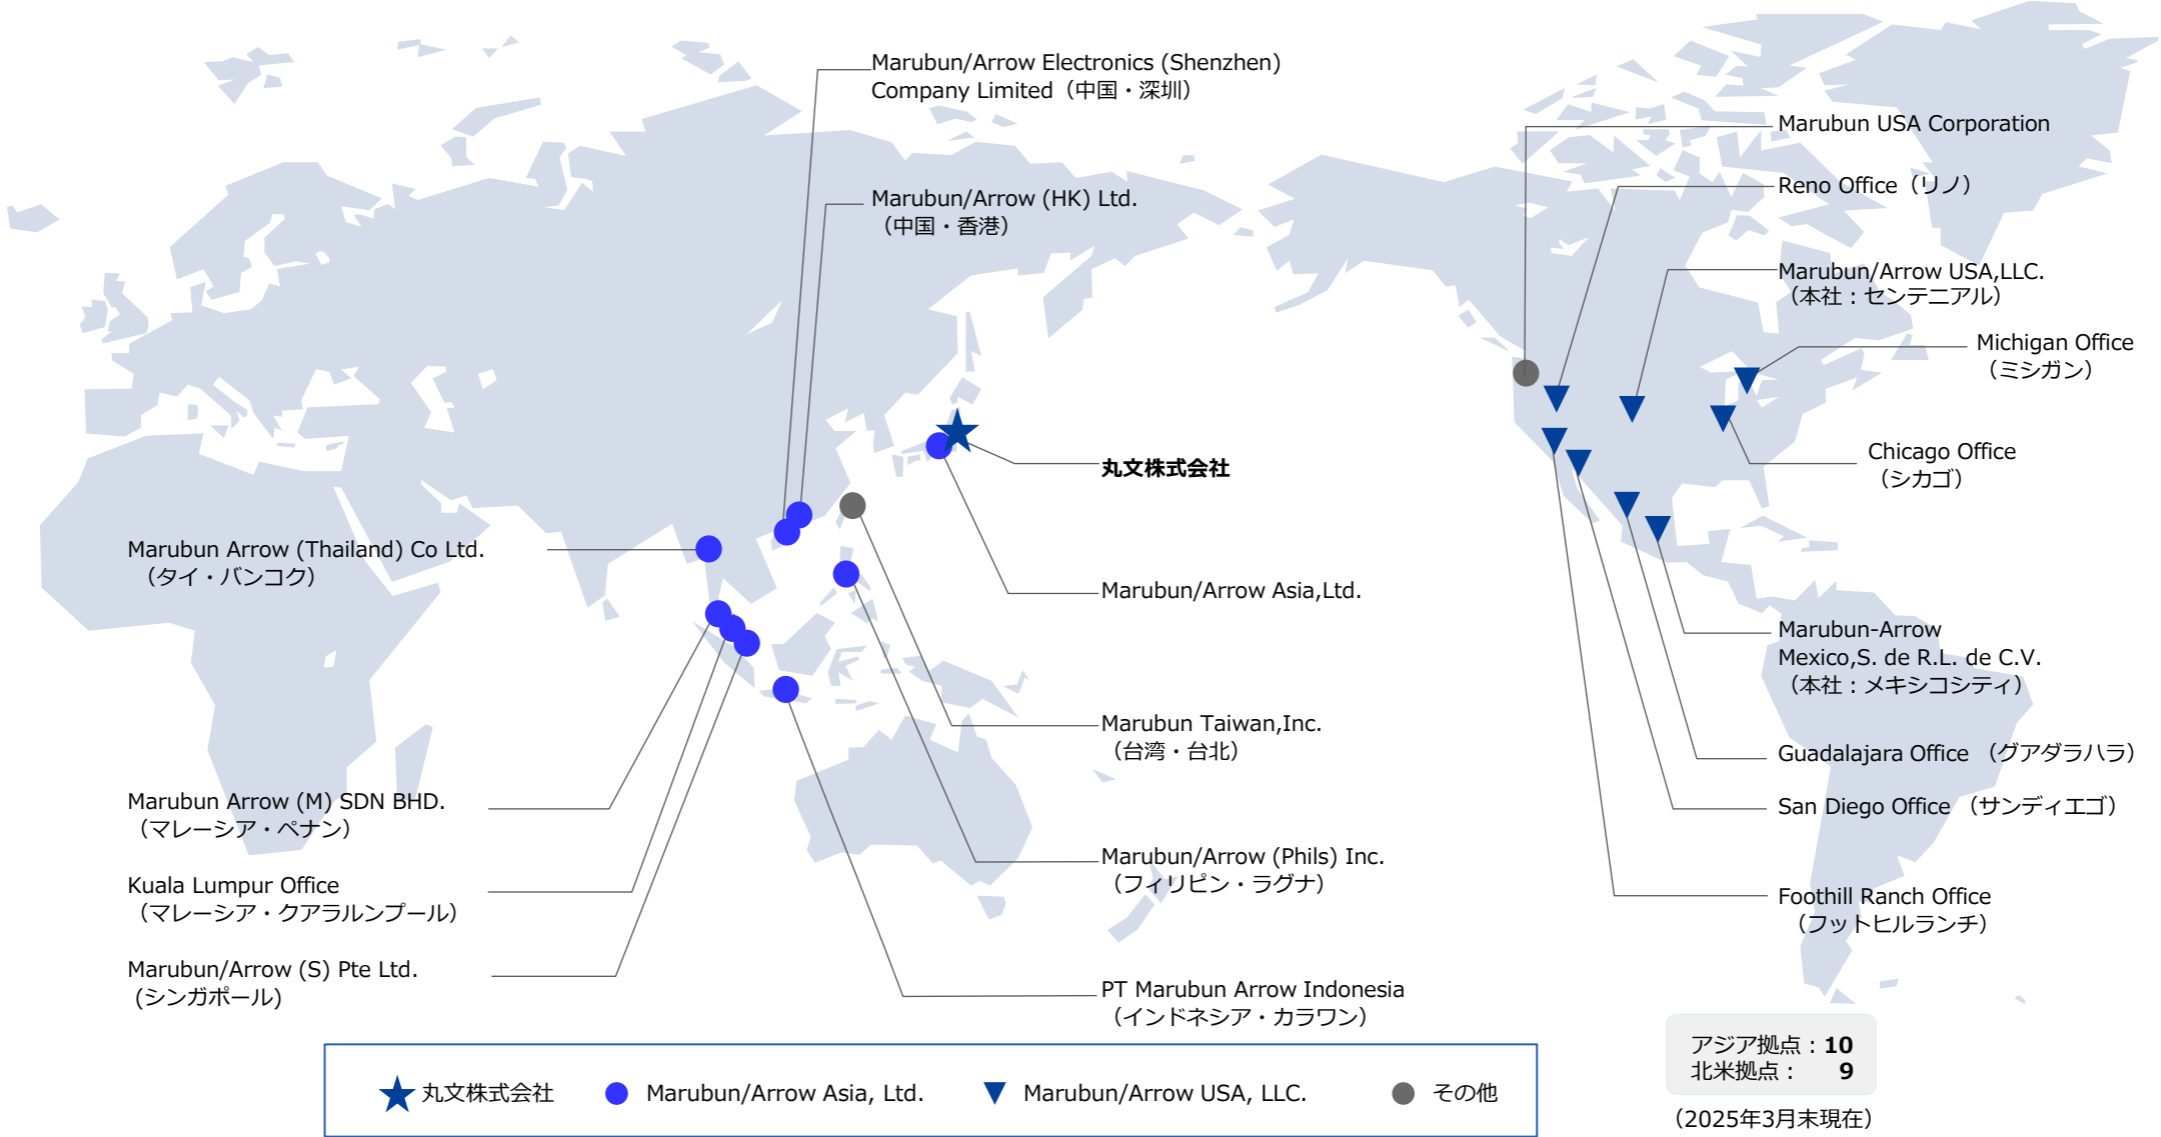 Marubun/Arrow Electronics (Shenzhen)
Company Limited（中国・深圳）
Marubun/Arrow (HK) Ltd.
（中国・香港）
Marubun Arrow (Thailand) Co Ltd.
（タイ・バンコク）
Marubun Arrow (M) SDN BHD.
（マレーシア・ペナン）
Kuala Lumpur Office
（マレーシア・クアラルンプール）
Marubun/Arrow (S) Pte Ltd.
(シンガポール)
丸文株式会社
Marubun/Arrow Asia,Ltd.
Marubun Taiwan,Inc.
（台湾・台北）
Marubun/Arrow (Phils) Inc.
（フィリピン・ラグナ）
PT Marubun Arrow Indonesia
（インドネシア・カラワン）
Marubun USA Corporation
Reno Office（リノ）
Marubun/Arrow USA,LLC.
（本社：センテニアル）
Michigan Office
（ミシガン）
Chicago Office
（シカゴ）
Marubun-Arrow
Mexico,S. de R.L. de C.V.
（本社：メキシコシティ）
Guadalajara Office （グアダラハラ）
San Diego Office （サンディエゴ）
Foothill Ranch Office
（フットヒルランチ）
アジア拠点：10
北米拠点： 9
（2025年3月末現在）
丸文株式会社
Marubun/Arrow Asia, Ltd.
Marubun/Arrow USA, LLC.
その他